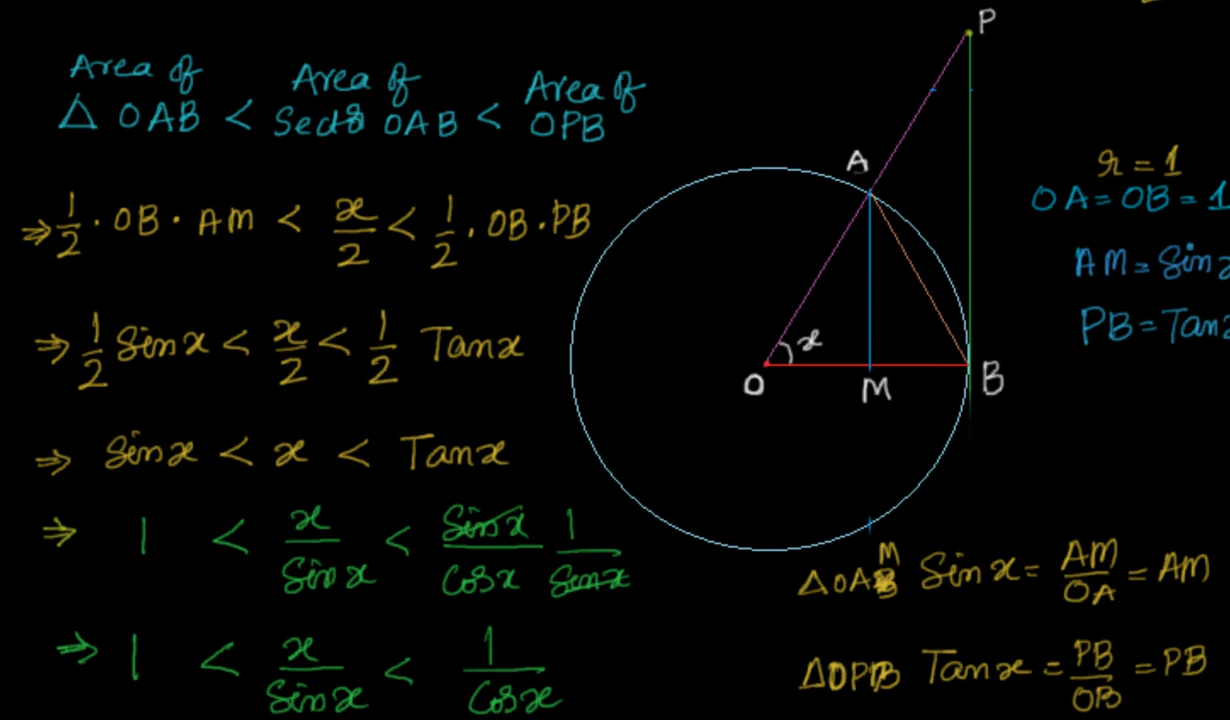 Area of Area of Area of
△ OAB < Sector OAB < OPB
⇒ 1/2 · OB · AM < x/2 < 1/2 · OB · PB
⇒ 1/2 Sin x < x/2 < 1/2 Tan x
⇒ Sin x < x < Tan x
⇒ 1 < x/Sin x < Sin x/Cos x 1/Sin x
⇒ 1 < x/Sin x < 1/Cos x
P
A
x
O M B
r = 1
OA = OB = 1
AM = Sin x
PB = Tan x
△OAM Sin x = AM/OA = AM
△OPB Tan x = PB/OB = PB